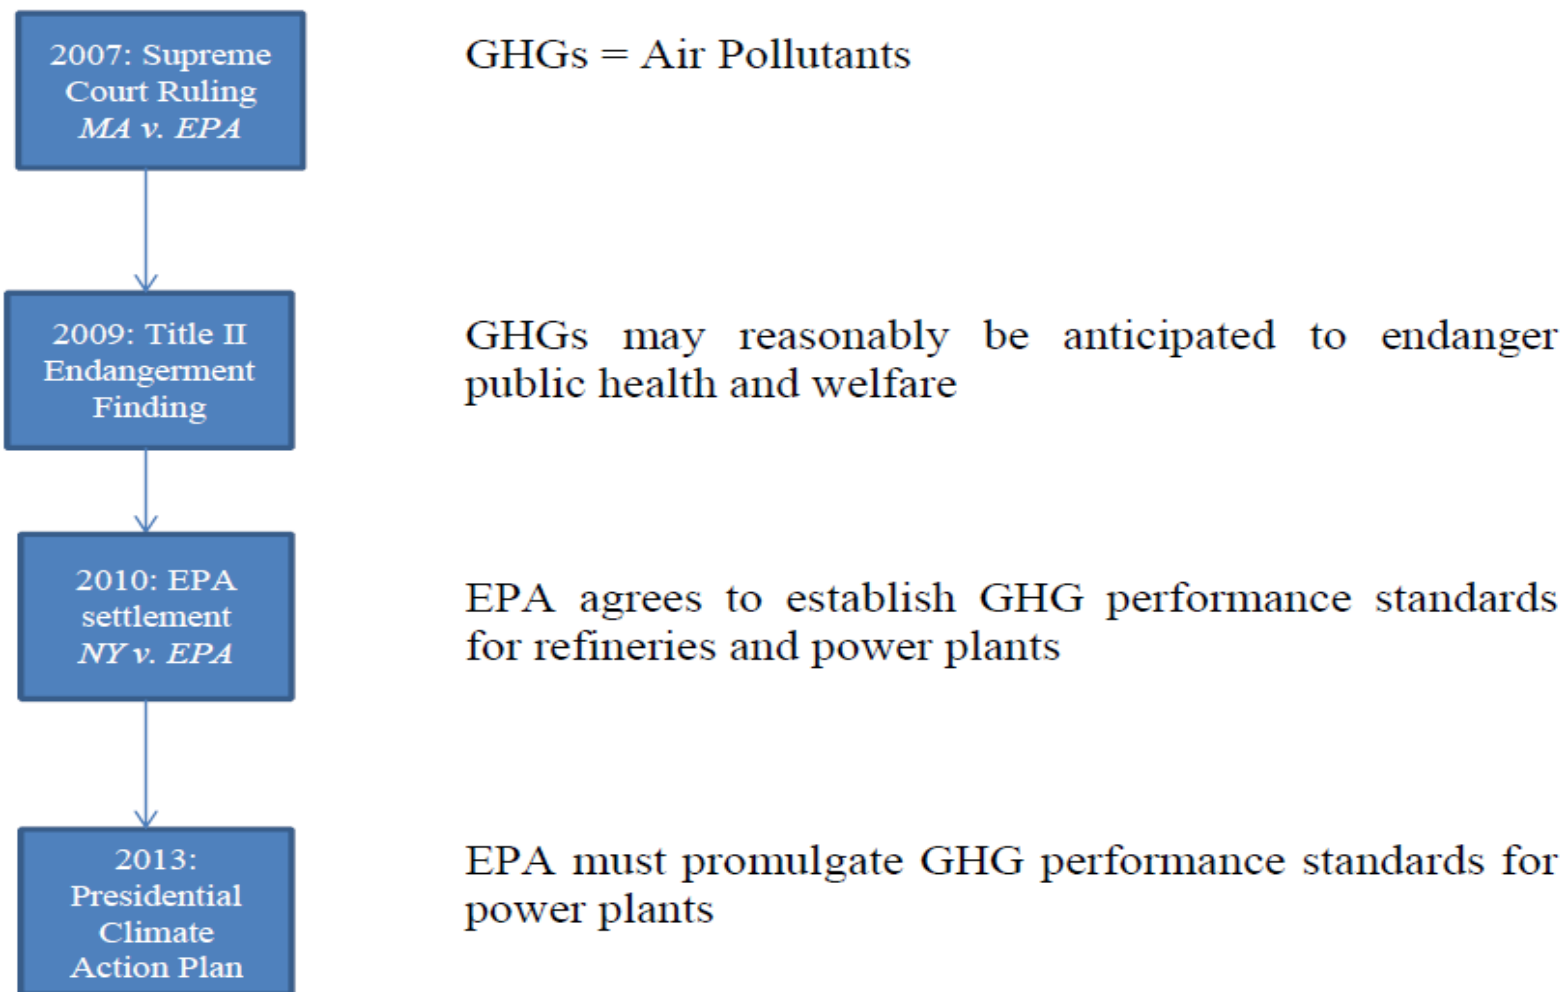 2007: Supreme
Court Ruling
MA v. EPA
GHGs = Air Pollutants
2009: Title II
Endangerment
Finding
GHGs may reasonably be anticipated to endanger
public health and welfare
2010: EPA
settlement
NY v. EPA
EPA agrees to establish GHG performance standards
for refineries and power plants
2013:
Presidential
Climate
Action Plan
EPA must promulgate GHG performance standards for
power plants